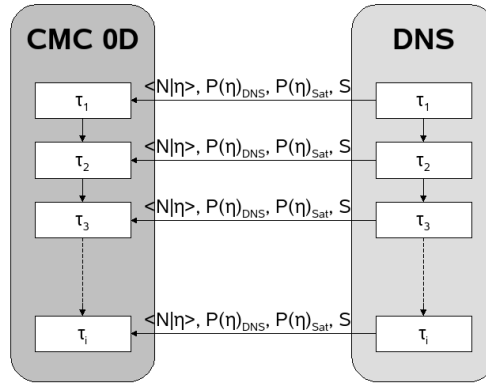 CMC 0D DNS
τ1 <N|η>, P(η)DNS, P(η)Sat, S τ1
τ2 <N|η>, P(η)DNS, P(η)Sat, S τ2
τ3 <N|η>, P(η)DNS, P(η)Sat, S τ3
τi <N|η>, P(η)DNS, P(η)Sat, S τi